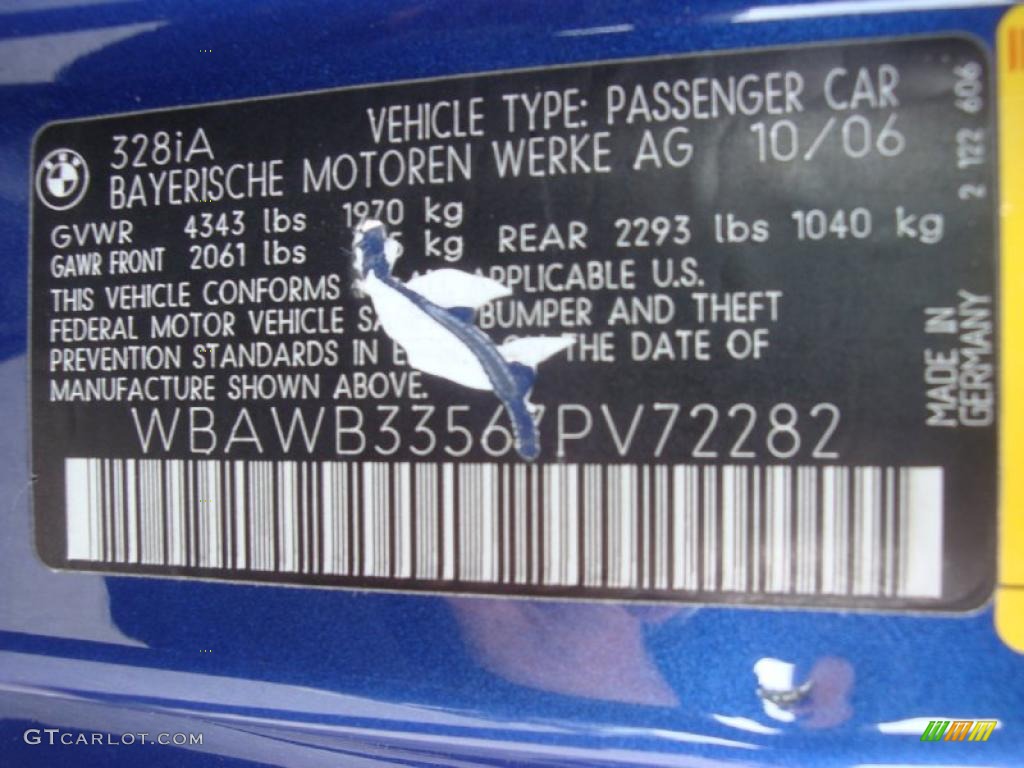 328iA VEHICLE TYPE: PASSENGER CAR
BAYERISCHE MOTOREN WERKE AG 10/06
GVWR 4343 lbs 1970 kg
GAWR FRONT 2061 lbs kg REAR 2293 lbs 1040 kg
THIS VEHICLE CONFORMS APPLICABLE U.S.
FEDERAL MOTOR VEHICLE BUMPER AND THEFT
PREVENTION STANDARDS IN THE DATE OF
MANUFACTURE SHOWN ABOVE.
WBAWB33567PV72282
MADE IN
GERMANY
2 122 606
GTCARLOT.COM